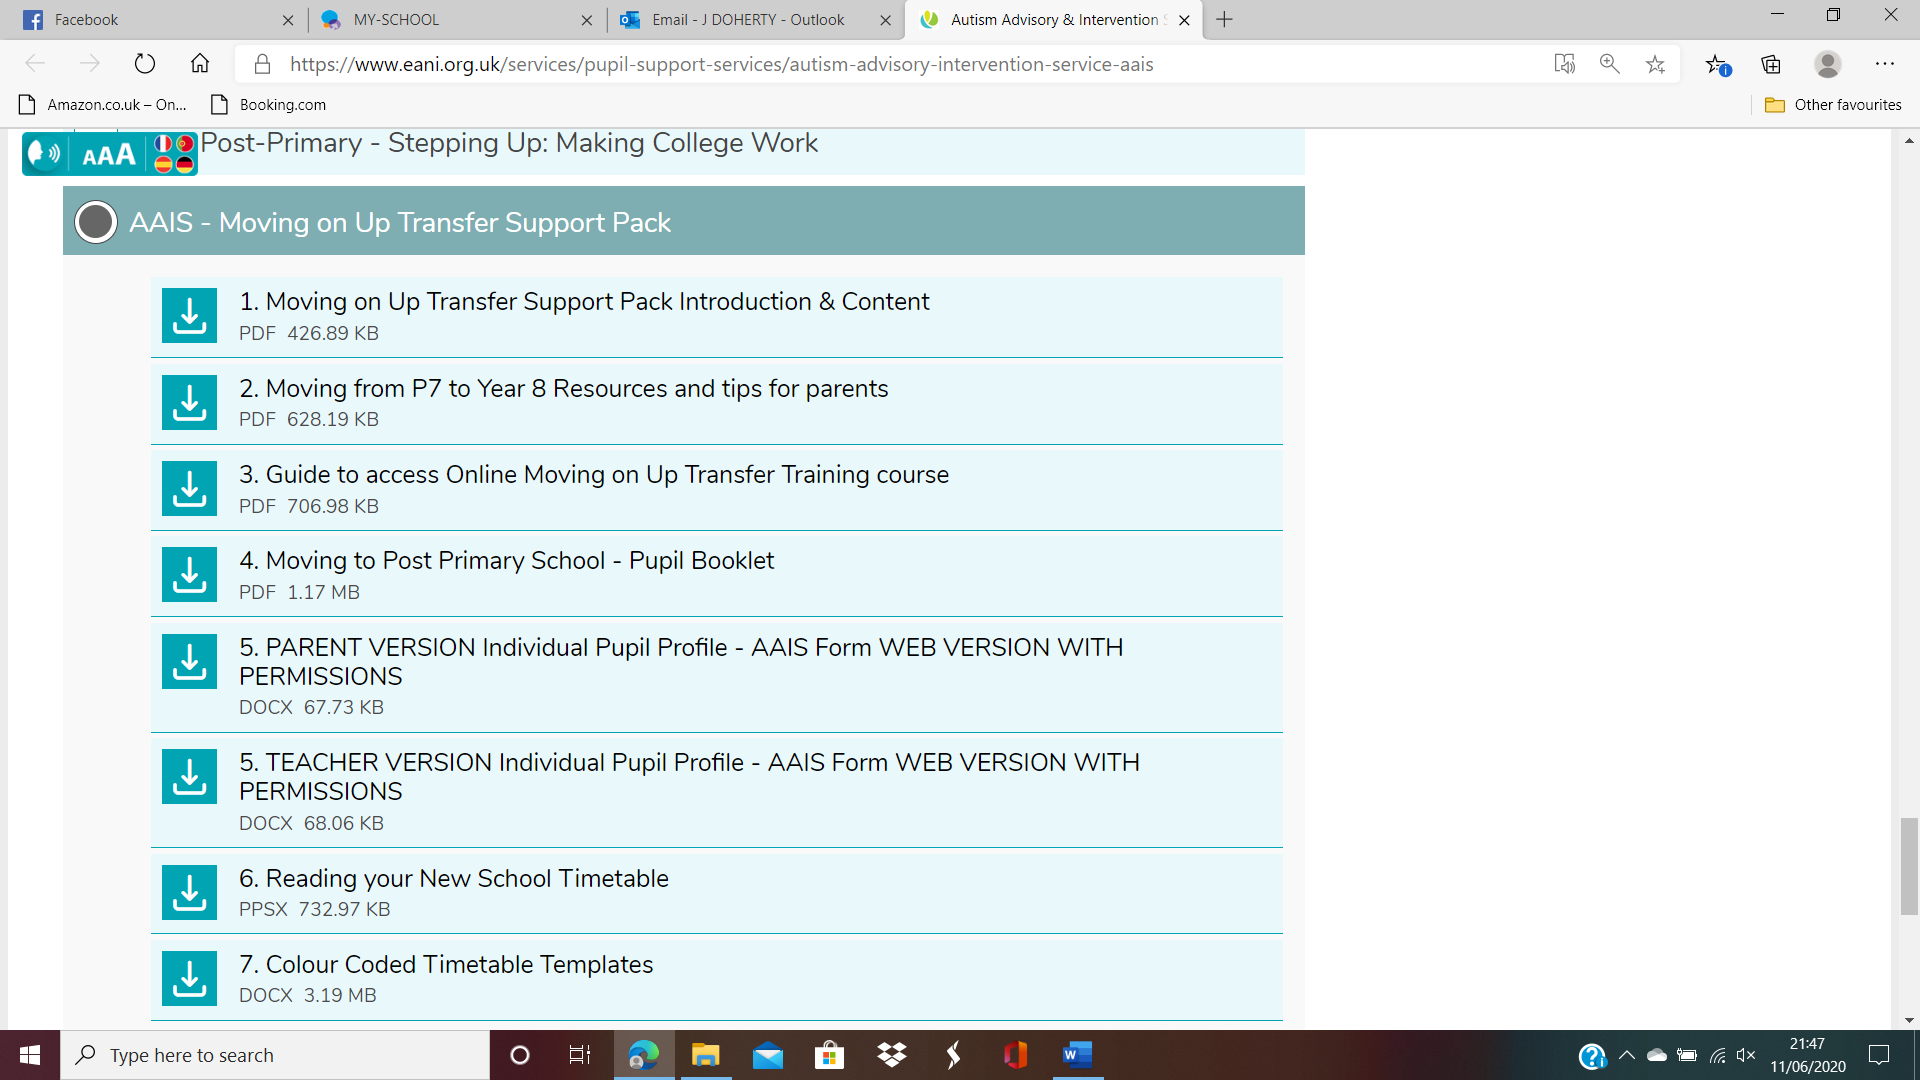 Facebook
MY-SCHOOL
Email - J DOHERTY - Outlook
Autism Advisory & Intervention S
https://www.eani.org.uk/services/pupil-support-services/autism-advisory-intervention-service-aais
Amazon.co.uk – On...
Booking.com
Other favourites
AAA
Post-Primary - Stepping Up: Making College Work
AAIS - Moving on Up Transfer Support Pack
1. Moving on Up Transfer Support Pack Introduction & Content
PDF 426.89 KB
2. Moving from P7 to Year 8 Resources and tips for parents
PDF 628.19 KB
3. Guide to access Online Moving on Up Transfer Training course
PDF 706.98 KB
4. Moving to Post Primary School - Pupil Booklet
PDF 1.17 MB
5. PARENT VERSION Individual Pupil Profile - AAIS Form WEB VERSION WITH
PERMISSIONS
DOCX 67.73 KB
5. TEACHER VERSION Individual Pupil Profile - AAIS Form WEB VERSION WITH
PERMISSIONS
DOCX 68.06 KB
6. Reading your New School Timetable
PPSX 732.97 KB
7. Colour Coded Timetable Templates
DOCX 3.19 MB
Type here to search
21:47
11/06/2020